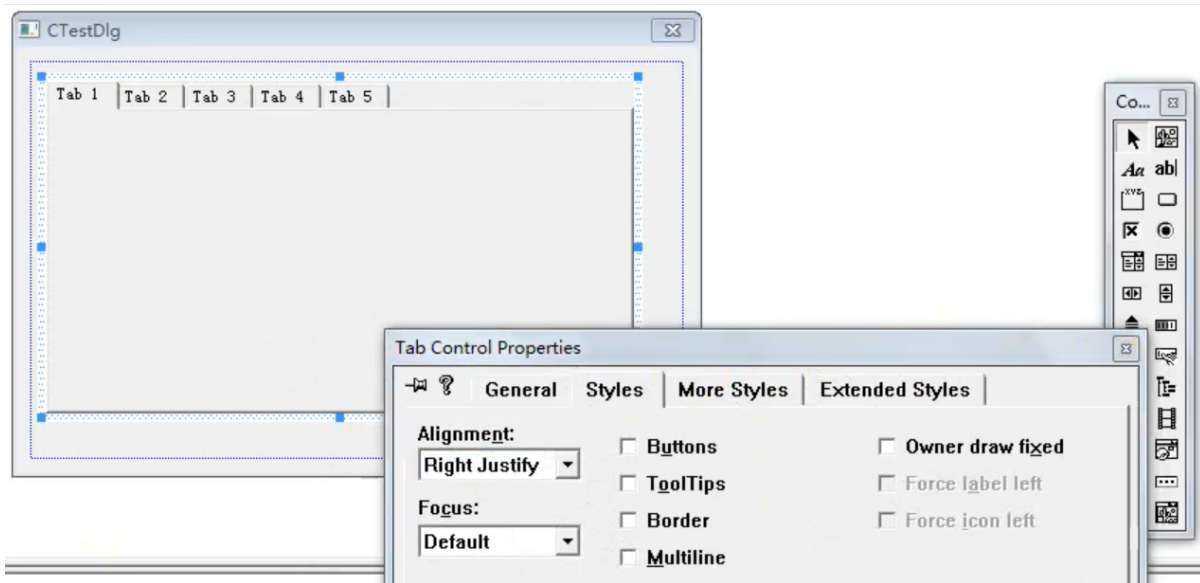 CTestDlg
Tab 1 Tab 2 Tab 3 Tab 4 Tab 5
Co...
Aa ab|
XYZ
Tab Control Properties
General Styles More Styles Extended Styles
Alignment:
Right Justify
Focus:
Default
Buttons
ToolTips
Border
Multiline
Owner draw fixed
Force label left
Force icon left